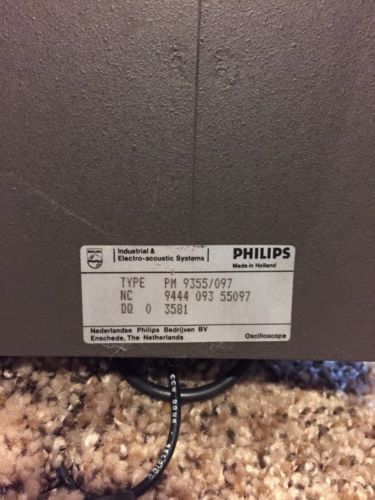 PHILIPS
Industrial &
Electro-acoustic Systems
PHILIPS
Made in Holland
TYPE PM 9355/097
NC 9444 093 55097
DQ 0 3581
Nederlandse Philips Bedrijven BV
Enschede, The Netherlands
Oscilloscope